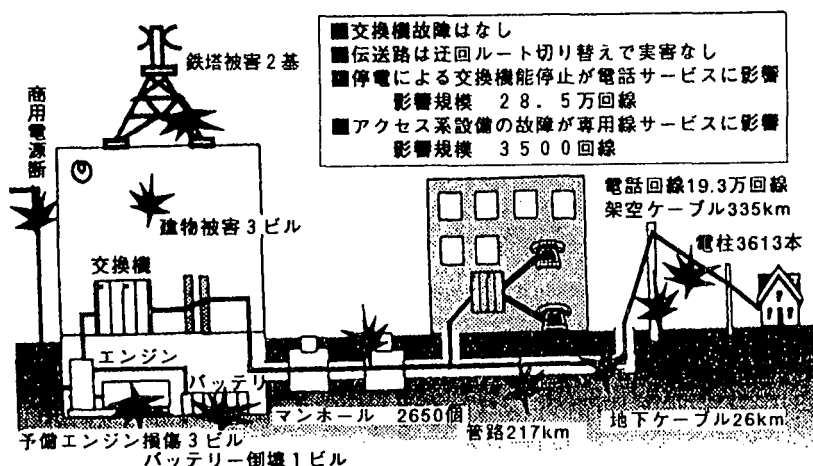 ■交換機故障はなし
■伝送路は迂回ルート切り替えで実害なし
■停電による交換機能停止が電話サービスに影響
影響規模 28.5万回線
■アクセス系設備の故障が専用線サービスに影響
影響規模 3500回線
鉄塔被害2基
商用電源断
建物被害3ビル
交換機
エンジン
バッテリ
予備エンジン損傷3ビル
バッテリー倒壊1ビル
マンホール 2650個
管路217km
地下ケーブル26km
電話回線19.3万回線
架空ケーブル335km
電柱3613本